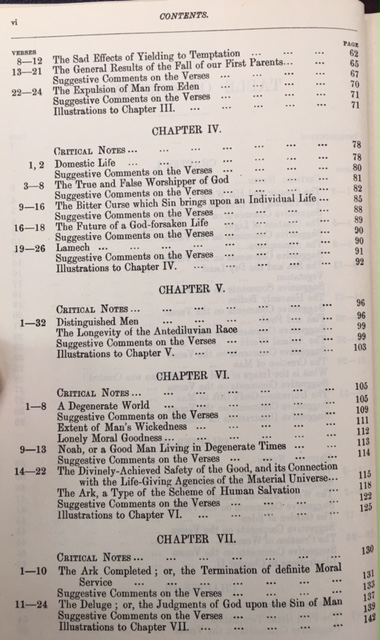 vi CONTENTS.
VERSES PAGE
8—12 The Sad Effects of Yielding to Temptation ... ... ... 62
13—21 The General Results of the Fall of our First Parents... ... 65
Suggestive Comments on the Verses ... ... ... ... 67
22—24 The Expulsion of Man from Eden ... ... ... ... 70
Suggestive Comments on the Verses ... ... ... ... 71
Illustrations to Chapter III. ... ... ... ... 71
CHAPTER IV.
CRITICAL NOTES ... ... ... ... ... ... 78
1, 2 Domestic Life ... ... ... ... ... ... 78
Suggestive Comments on the Verses ... ... ... ... 80
3—8 The True and False Worshipper of God ... ... ... 81
Suggestive Comments on the Verses ... ... ... ... 82
9—16 The Bitter Curse which Sin brings upon an Individual Life ... 85
Suggestive Comments on the Verses ... ... ... ... 88
16—18 The Future of a God-forsaken Life ... ... ... ... 89
Suggestive Comments on the Verses ... ... ... ... 90
19—26 Lamech ... ... ... ... ... ... ... 90
Suggestive Comments on the Verses ... ... ... ... 91
Illustrations to Chapter IV. ... ... ... ... 92
CHAPTER V.
CRITICAL NOTES ... ... ... ... ... ... 96
1—32 Distinguished Men ... ... ... ... ... 96
The Longevity of the Antediluvian Race ... ... ... 99
Suggestive Comments on the Verses ... ... ... ... 99
Illustrations to Chapter V. ... ... ... ... 103
CHAPTER VI.
CRITICAL NOTES ... ... ... ... ... ... 105
1—8 A Degenerate World ... ... ... ... ... 105
Suggestive Comments on the Verses ... ... ... ... 109
Extent of Man's Wickedness ... ... ... ... 111
Lonely Moral Goodness ... ... ... ... ... 112
9—13 Noah, or a Good Man Living in Degenerate Times ... ... 113
Suggestive Comments on the Verses ... ... ... ... 114
14—22 The Divinely-Achieved Safety of the Good, and its Connection
with the Life-Giving Agencies of the Material Universe... ... 115
The Ark, a Type of the Scheme of Human Salvation ... ... 118
Suggestive Comments on the Verses ... ... ... ... 122
Illustrations to Chapter VI. ... ... ... ... 125
CHAPTER VII.
CRITICAL NOTES ... ... ... ... ... ... 130
1—10 The Ark Completed ; or, the Termination of definite Moral
Service ... ... ... ... ... ... 131
Suggestive Comments on the Verses ... ... ... ... 133
11—24 The Deluge ; or, the Judgments of God upon the Sin of Man 137
Suggestive Comments on the Verses ... ... ... ... 139
Illustrations to Chapter VII. ... ... ... ... 142